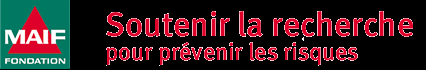 MAIF
FONDATION
Soutenir la recherche
pour prévenir les risques